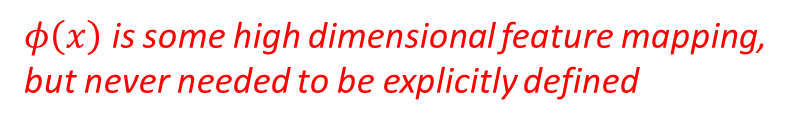 ϕ(x) is some high dimensional feature mapping,
but never needed to be explicitly defined